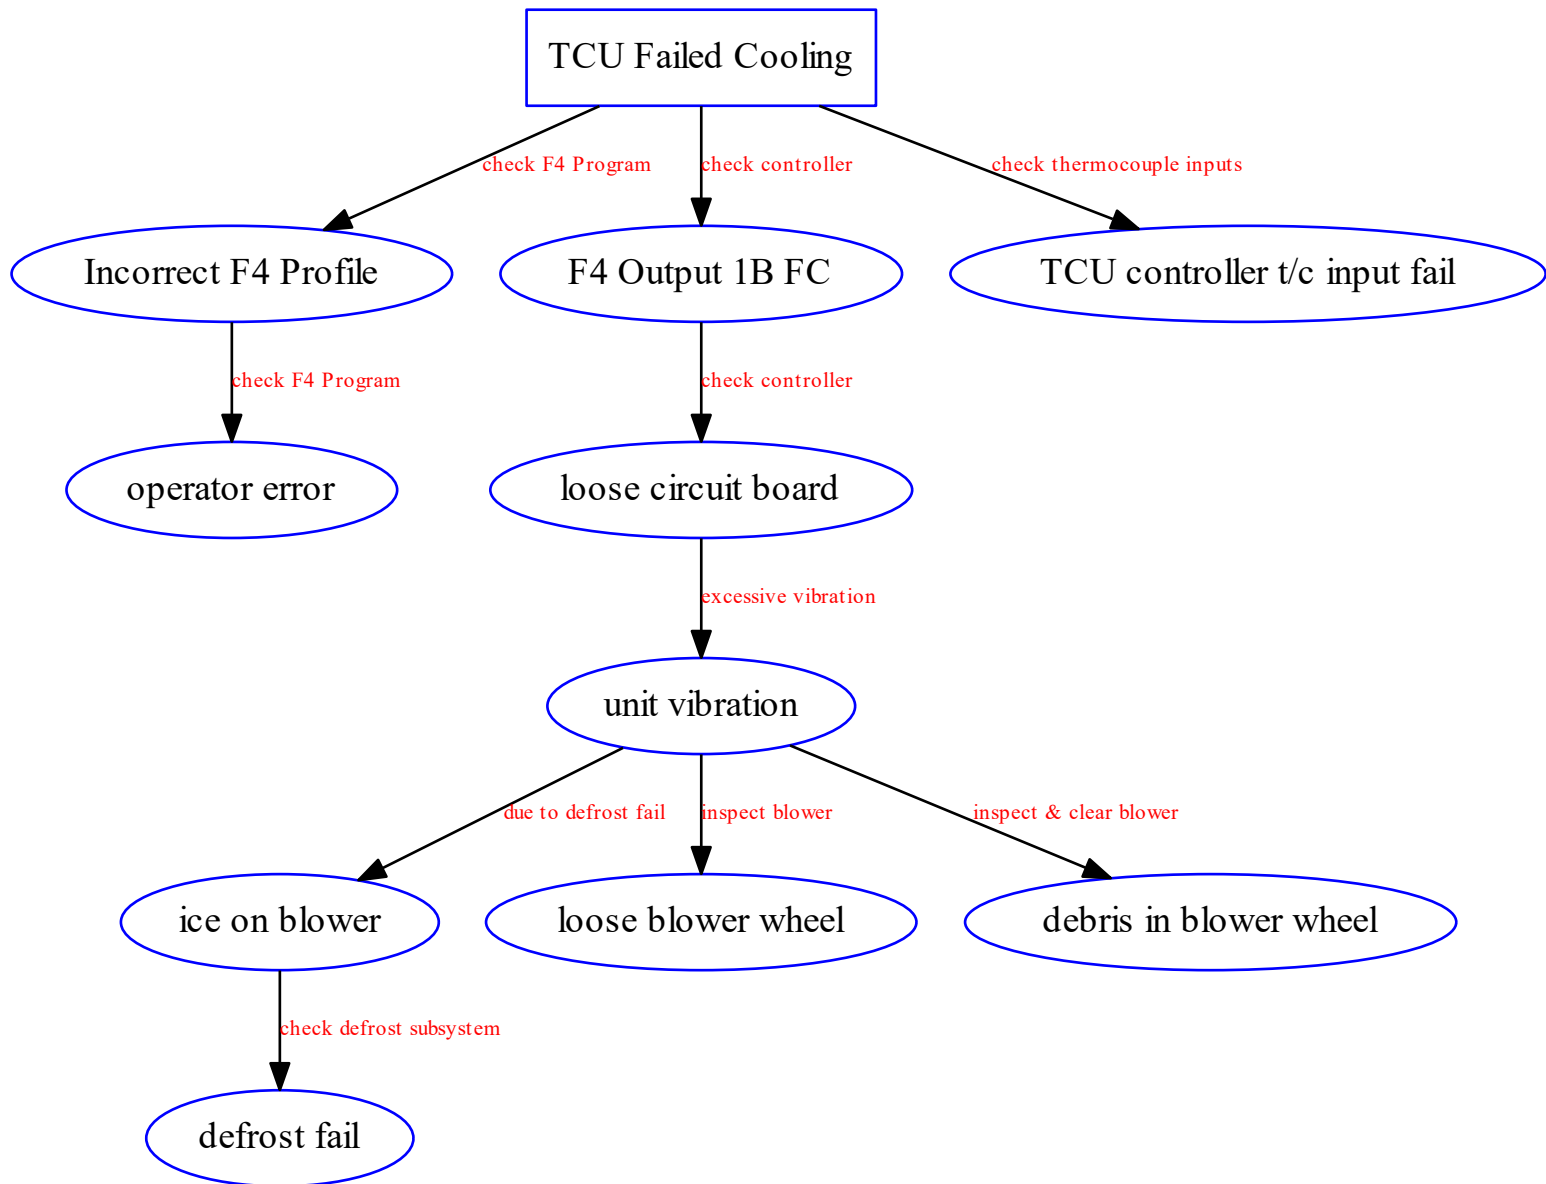 TCU Failed Cooling
check F4 Program
check controller
check thermocouple inputs
Incorrect F4 Profile
F4 Output 1B FC
TCU controller t/c input fail
check F4 Program
check controller
operator error
loose circuit board
excessive vibration
unit vibration
due to defrost fail
inspect blower
inspect & clear blower
ice on blower
loose blower wheel
debris in blower wheel
check defrost subsystem
defrost fail